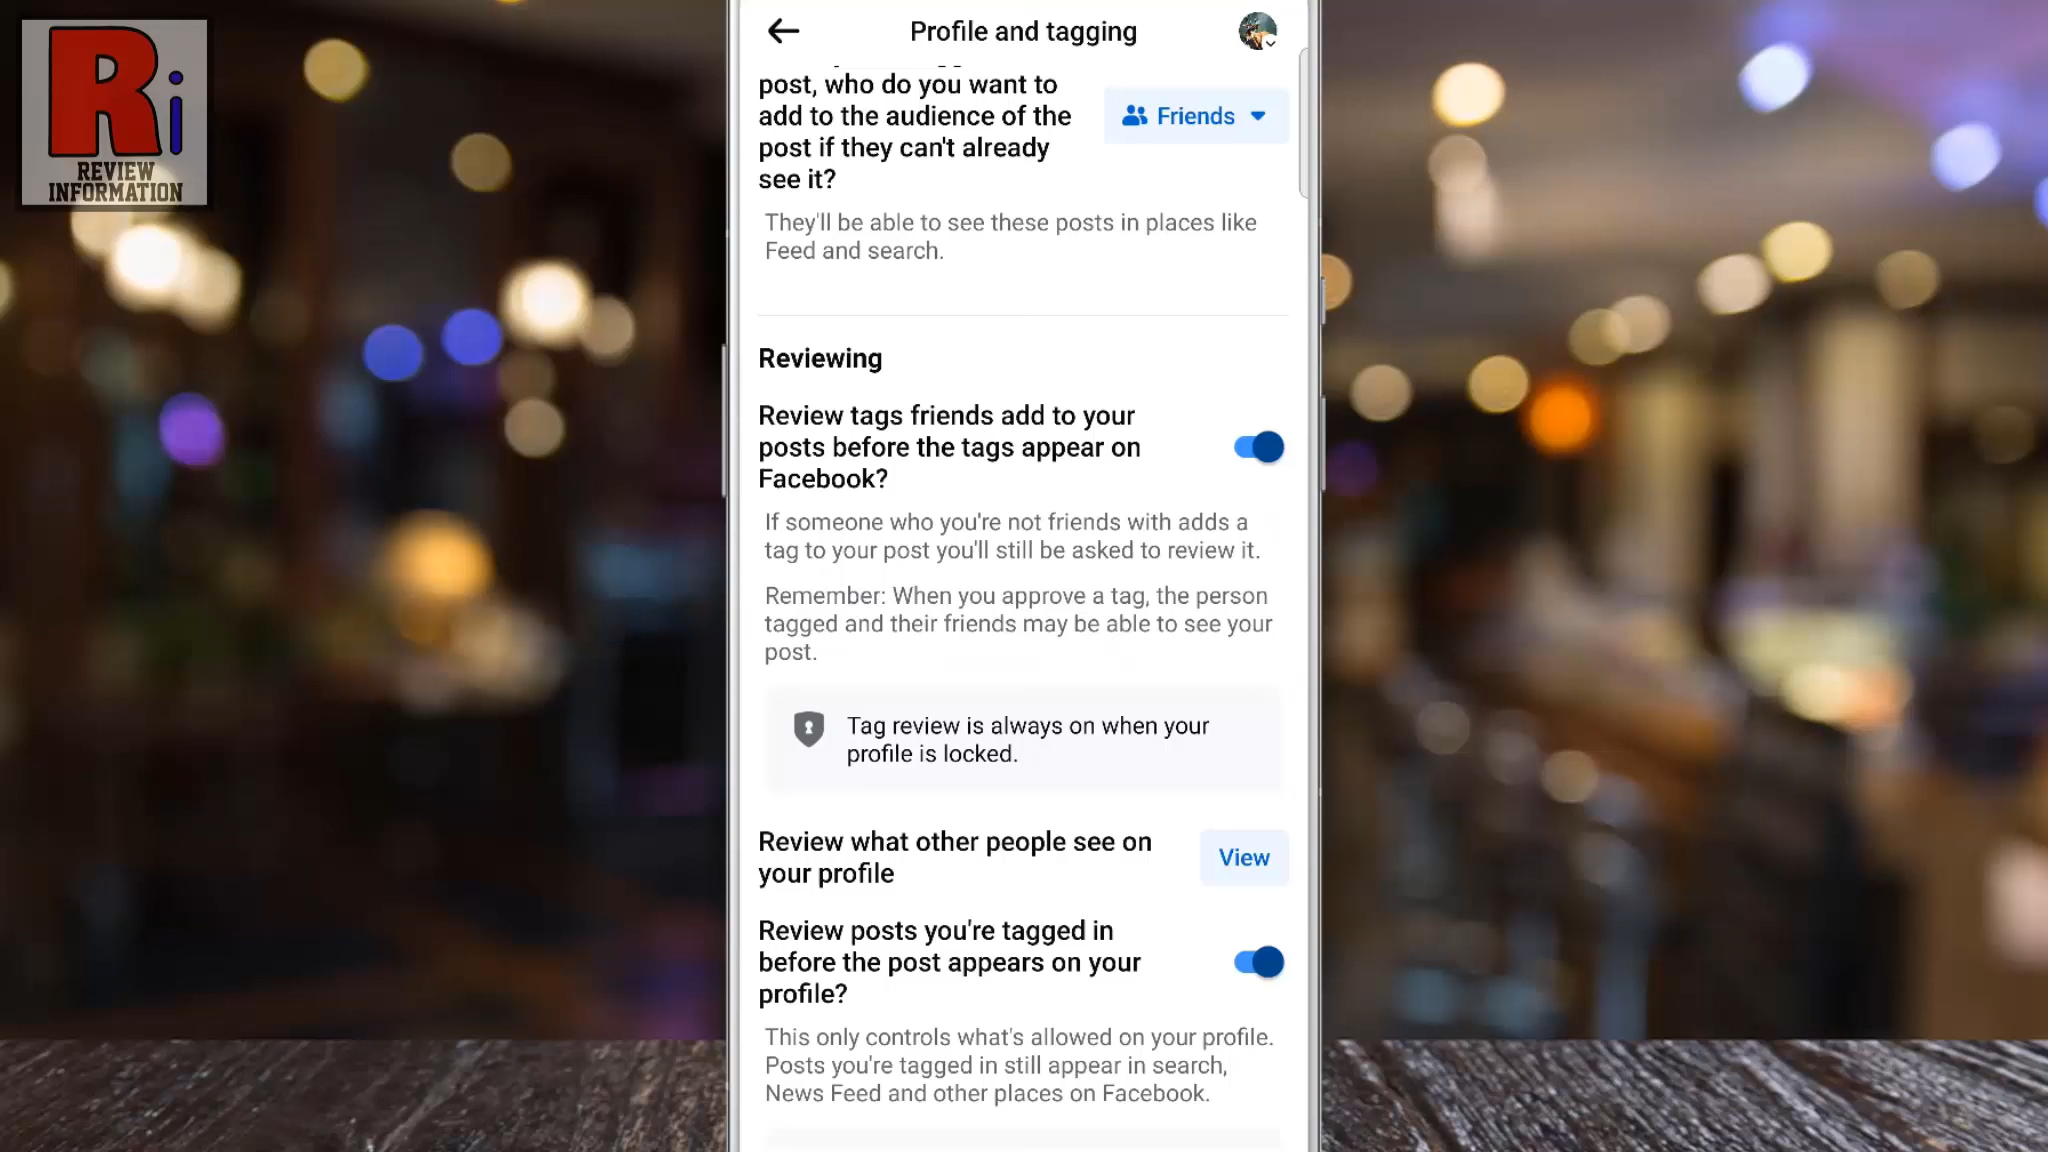 Ri
REVIEW
INFORMATION
Profile and tagging
post, who do you want to
add to the audience of the
post if they can't already
see it?
Friends
They'll be able to see these posts in places like
Feed and search.
Reviewing
Review tags friends add to your
posts before the tags appear on
Facebook?
If someone who you're not friends with adds a
tag to your post you'll still be asked to review it.
Remember: When you approve a tag, the person
tagged and their friends may be able to see your
post.
Tag review is always on when your
profile is locked.
Review what other people see on
your profile
View
Review posts you're tagged in
before the post appears on your
profile?
This only controls what's allowed on your profile.
Posts you're tagged in still appear in search,
News Feed and other places on Facebook.